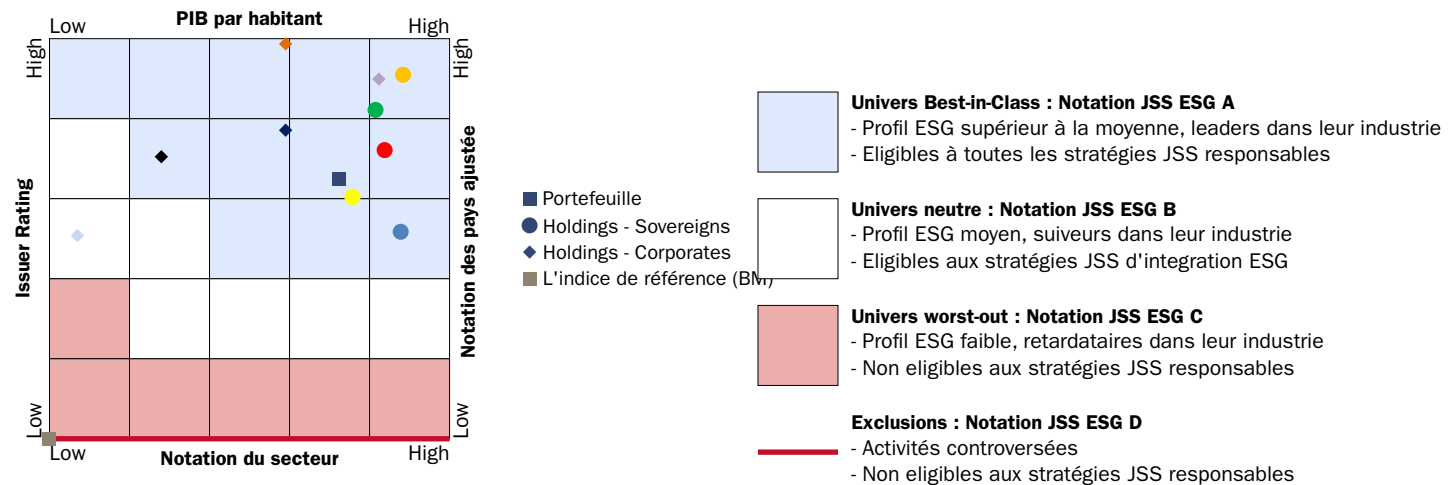 PIB par habitant
Low
High
High
High
Issuer Rating
Notation des pays ajustée
Low
Low
Low
High
Notation du secteur
Portefeuille
Holdings - Sovereigns
Holdings - Corporates
L'indice de référence (BM)
Univers Best-in-Class : Notation JSS ESG A
- Profil ESG supérieur à la moyenne, leaders dans leur industrie
- Eligibles à toutes les stratégies JSS responsables
Univers neutre : Notation JSS ESG B
- Profil ESG moyen, suiveurs dans leur industrie
- Eligibles aux stratégies JSS d'integration ESG
Univers worst-out : Notation JSS ESG C
- Profil ESG faible, retardataires dans leur industrie
- Non eligibles aux stratégies JSS responsables
Exclusions : Notation JSS ESG D
- Activités controversées
- Non eligibles aux stratégies JSS responsables